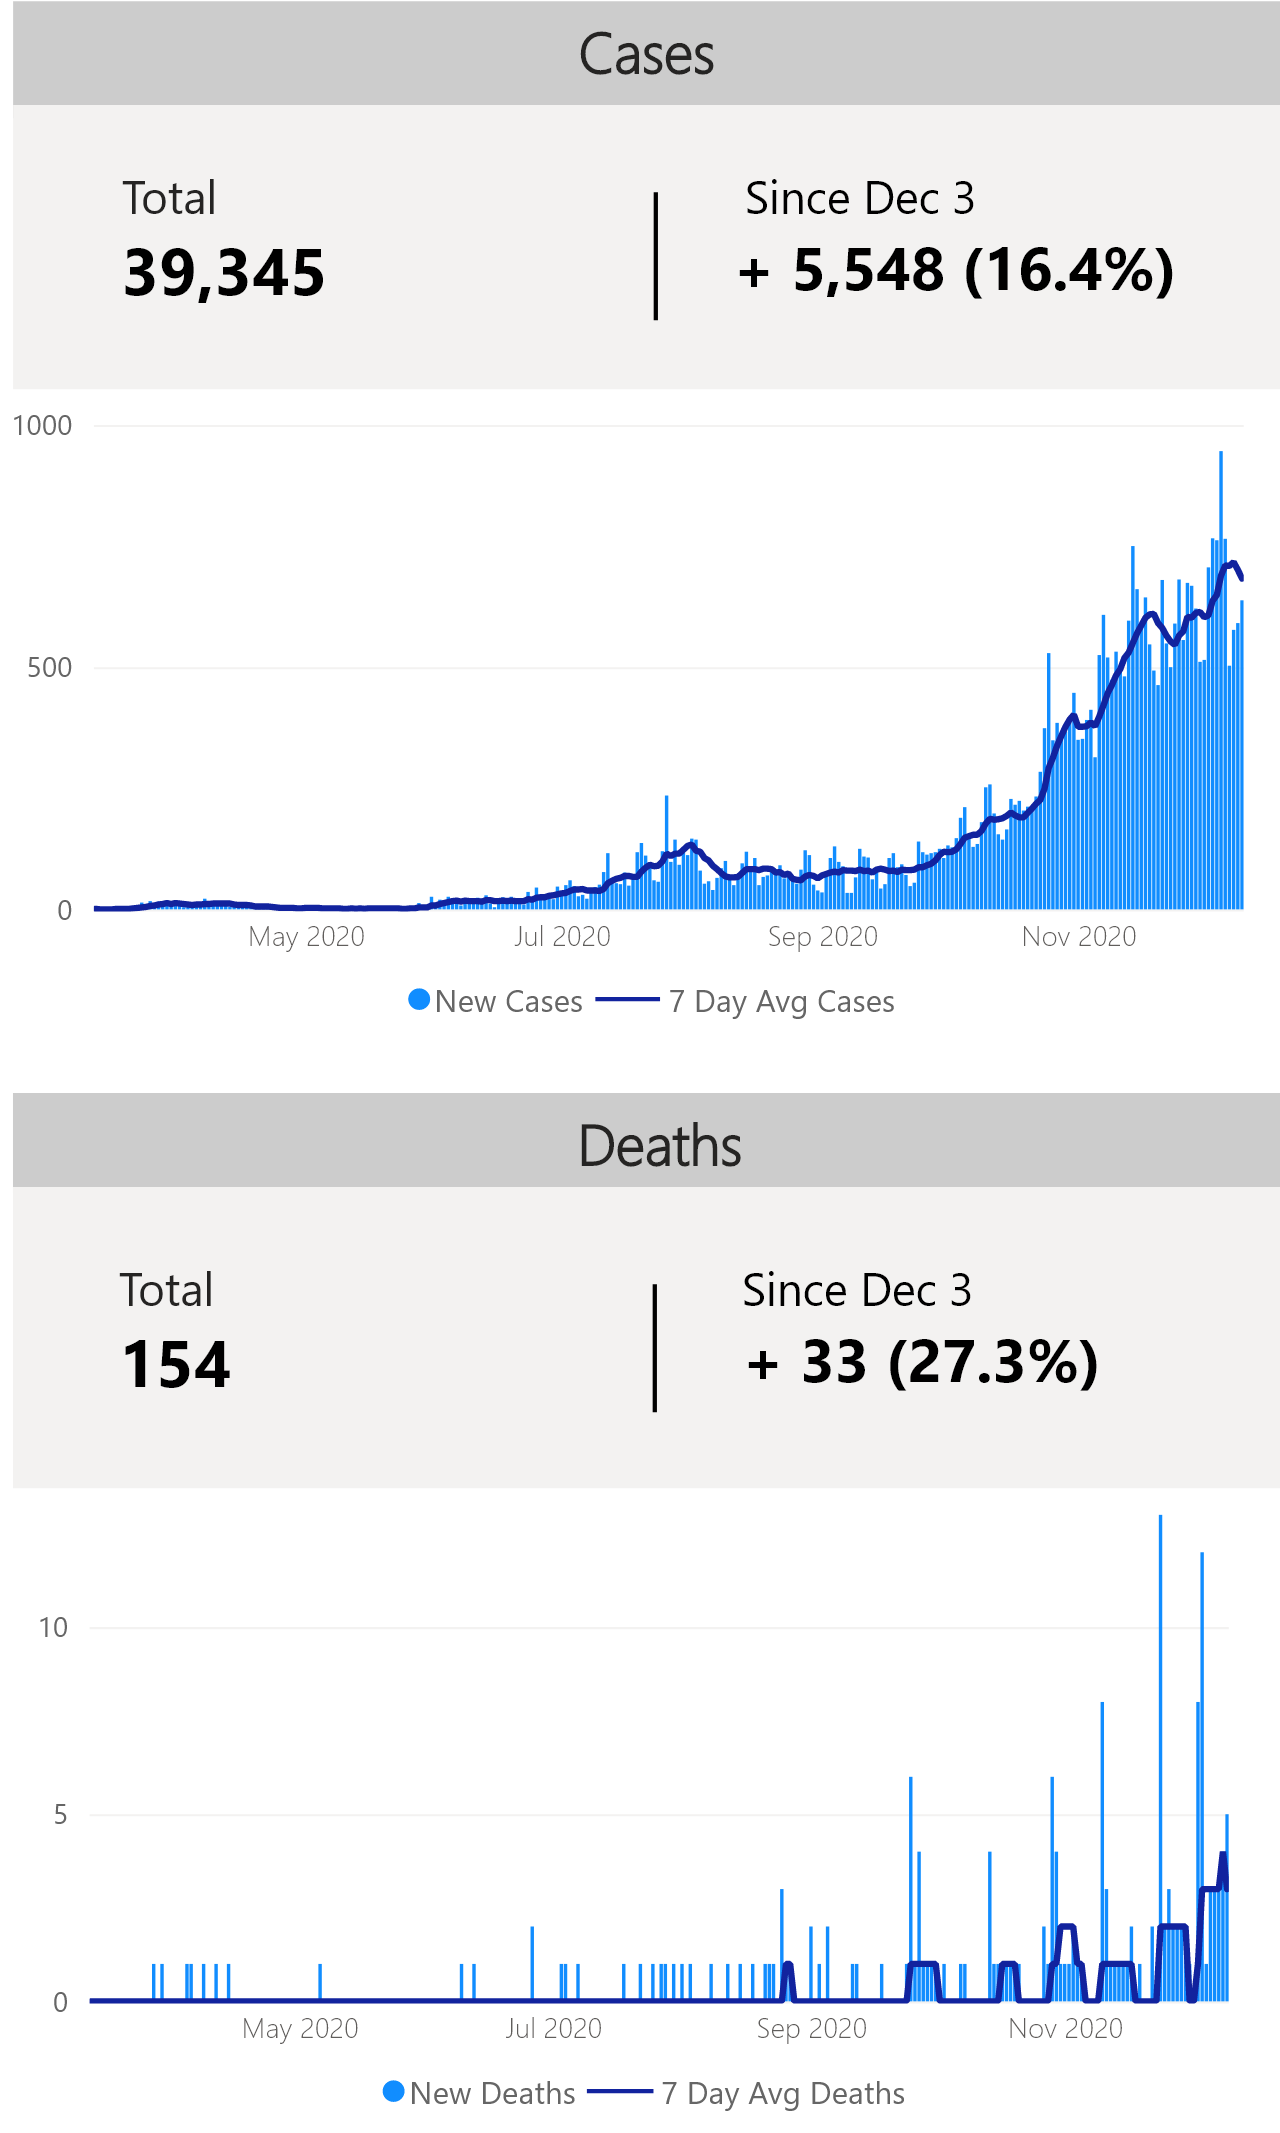 Cases
Total
Since Dec 3
39,345
+ 5,548 (16.4%)
1000
500
0
May 2020
Jul 2020
Sep 2020
Nov 2020
New Cases
7 Day Avg Cases
Deaths
Total
Since Dec 3
154
+ 33 (27.3%)
10
5
0
May 2020
Jul 2020
Sep 2020
Nov 2020
New Deaths
7 Day Avg Deaths